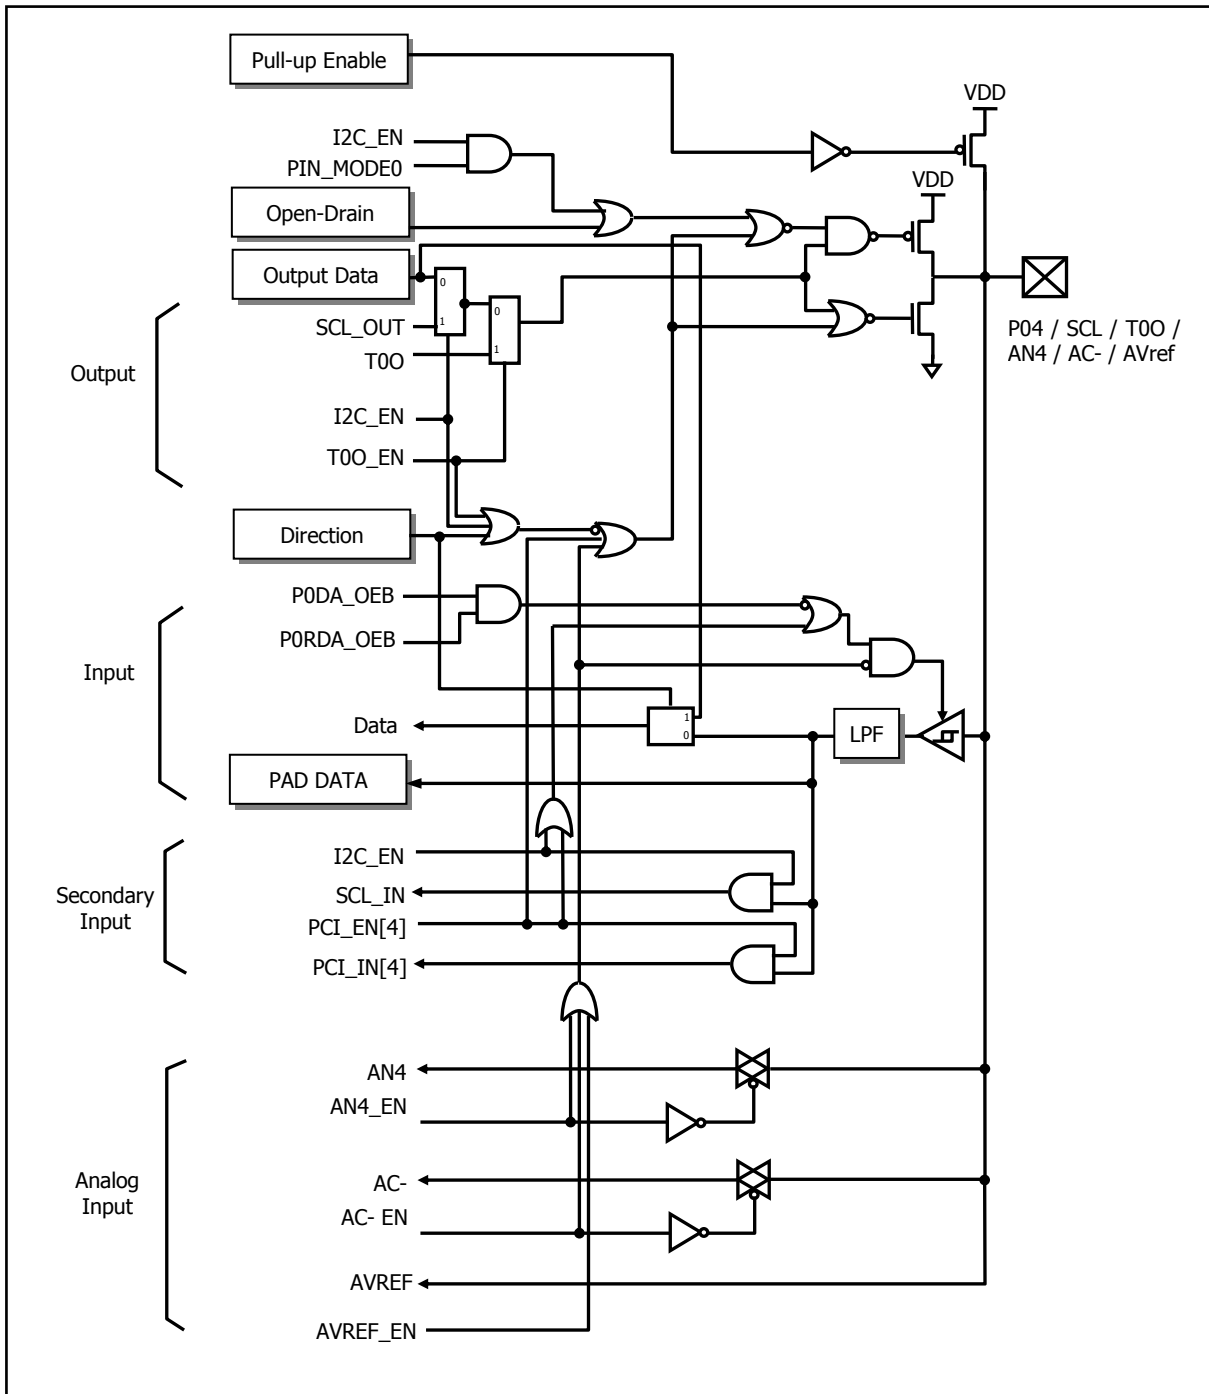 Pull-up Enable
VDD
I2C_EN
PIN_MODE0
VDD
Open-Drain
Output Data
0
1
SCL_OUT
0
1
T0O
P04 / SCL / T0O /
AN4 / AC- / AVref
Output
I2C_EN
T0O_EN
Direction
P0DA_OEB
P0RDA_OEB
Input
Data
1
0
LPF
PAD DATA
I2C_EN
Secondary
Input
SCL_IN
PCI_EN[4]
PCI_IN[4]
AN4
AN4_EN
Analog
Input
AC-
AC- EN
AVREF
AVREF_EN